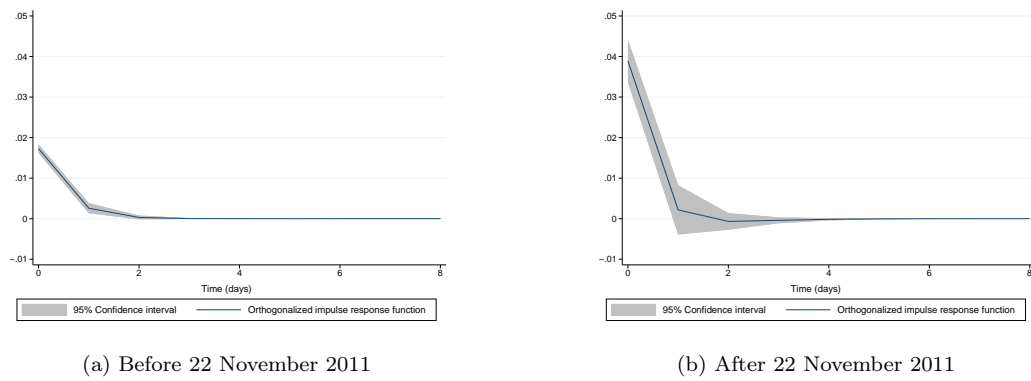 .05
.04
.03
.02
.01
0
–.01
0 2 4 6 8
Time (days)
95% Confidence interval Orthogonalized impulse response function
(a) Before 22 November 2011
.05
.04
.03
.02
.01
0
–.01
0 2 4 6 8
Time (days)
95% Confidence interval Orthogonalized impulse response function
(b) After 22 November 2011